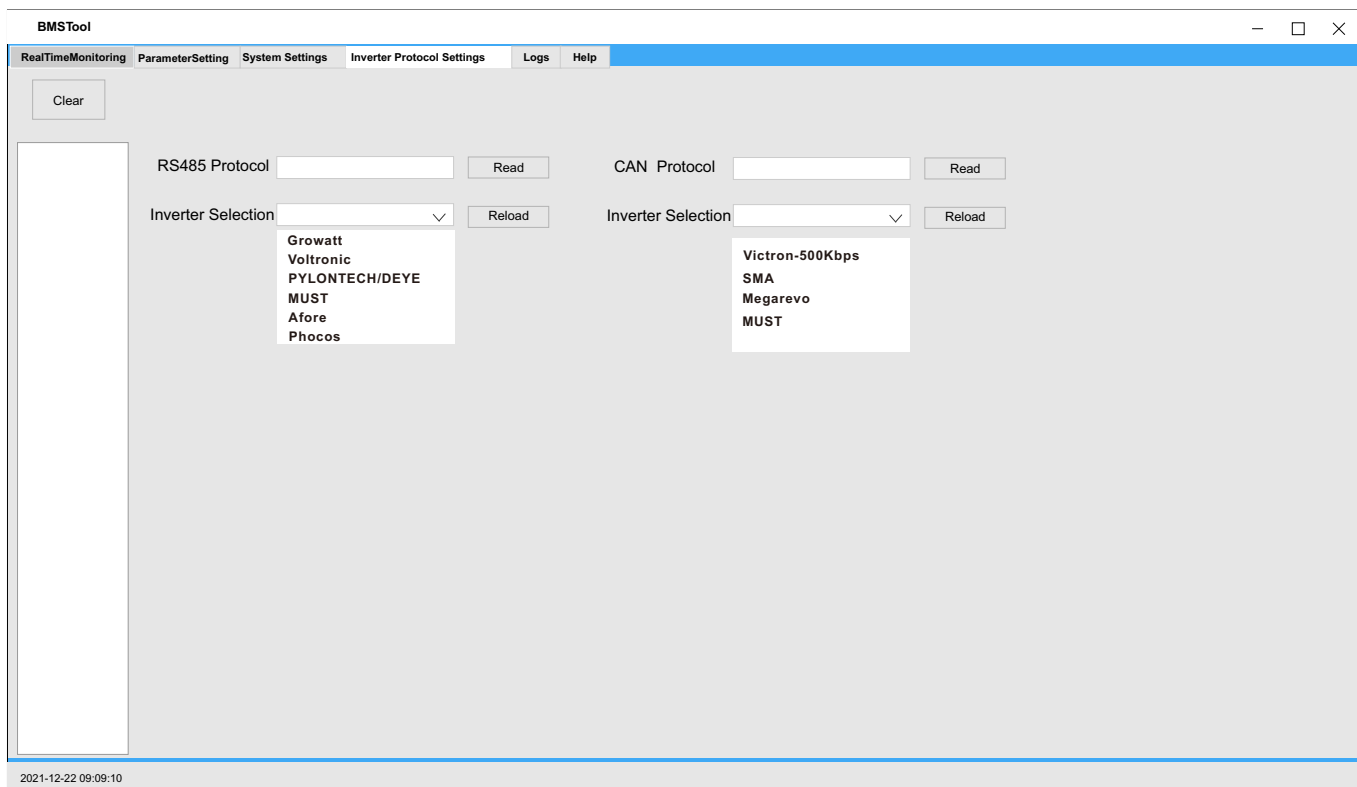 BMSTool
RealTimeMonitoring ParameterSetting System Settings Inverter Protocol Settings Logs Help
Clear
RS485 Protocol Read CAN Protocol Read
Inverter Selection Reload Inverter Selection Reload
Growatt
Voltronic
PYLONTECH/DEYE
MUST
Afore
Phocos
Victron-500Kbps
SMA
Megarevo
MUST
2021-12-22 09:09:10